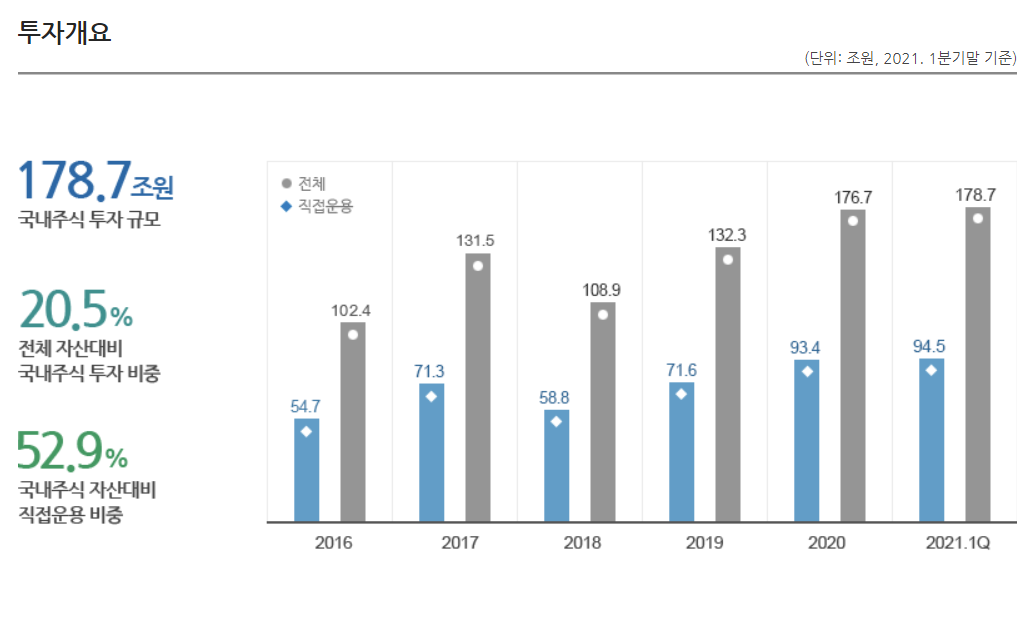 투자개요
(단위: 조원, 2021. 1분기말 기준)
178.7조원
국내주식 투자 규모
20.5%
전체 자산대비
국내주식 투자 비중
52.9%
국내주식 자산대비
직접운용 비중
전체
직접운용
54.7
102.4
71.3
131.5
58.8
108.9
71.6
132.3
93.4
176.7
94.5
178.7
2016
2017
2018
2019
2020
2021.1Q